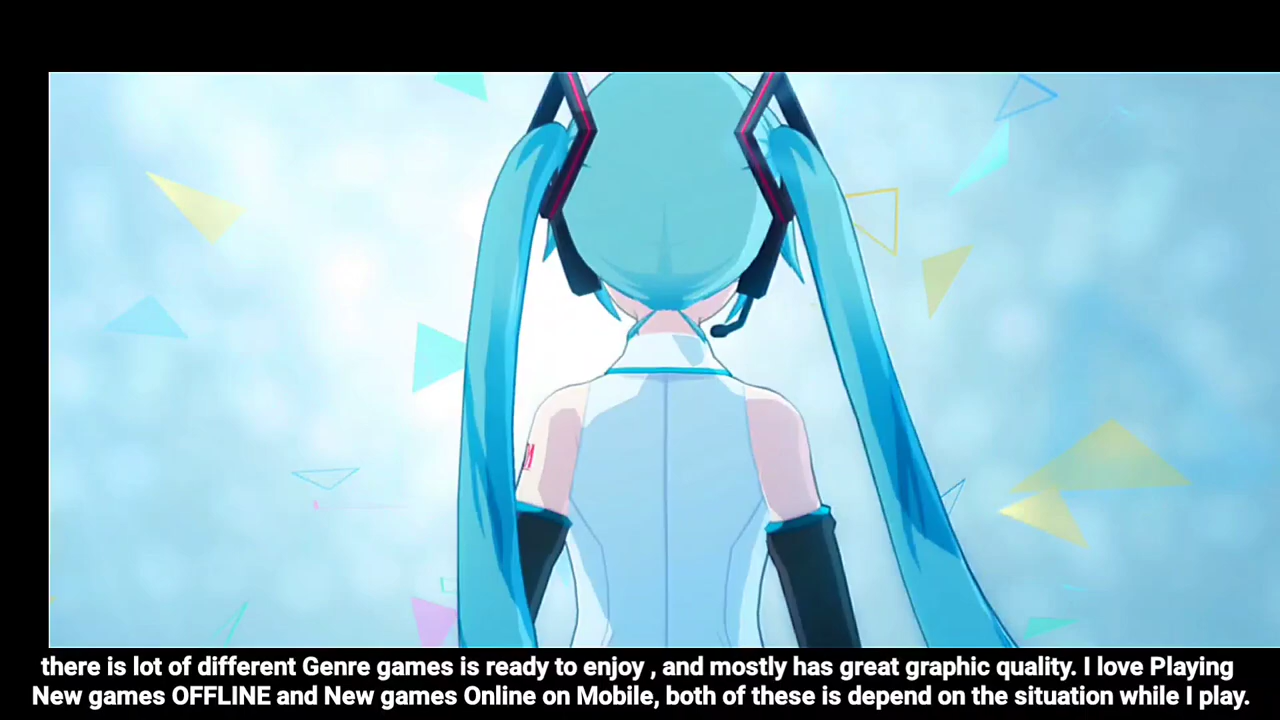 there is lot of different Genre games is ready to enjoy , and mostly has great graphic quality. I love Playing
New games OFFLINE and New games Online on Mobile, both of these is depend on the situation while I play.